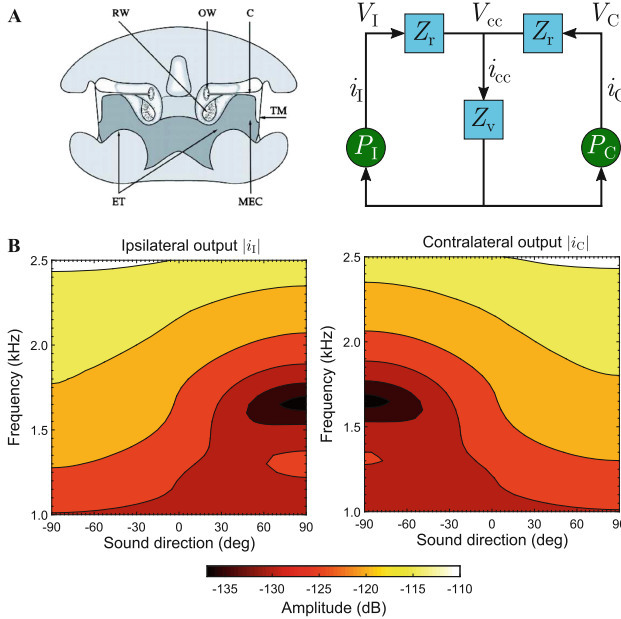 A
RW OW C
TM
ET MEC
V_I V_cc V_C
Z_r Z_r
i_I i_cc i_C
Z_v
P_I P_C
B
Ipsilateral output |i_I| Contralateral output |i_C|
Frequency (kHz) Frequency (kHz)
2.5 2.5
2.0 2.0
1.5 1.5
1.0 1.0
-90 -60 -30 0 30 60 90 -90 -60 -30 0 30 60 90
Sound direction (deg) Sound direction (deg)
-135 -130 -125 -120 -115 -110
Amplitude (dB)